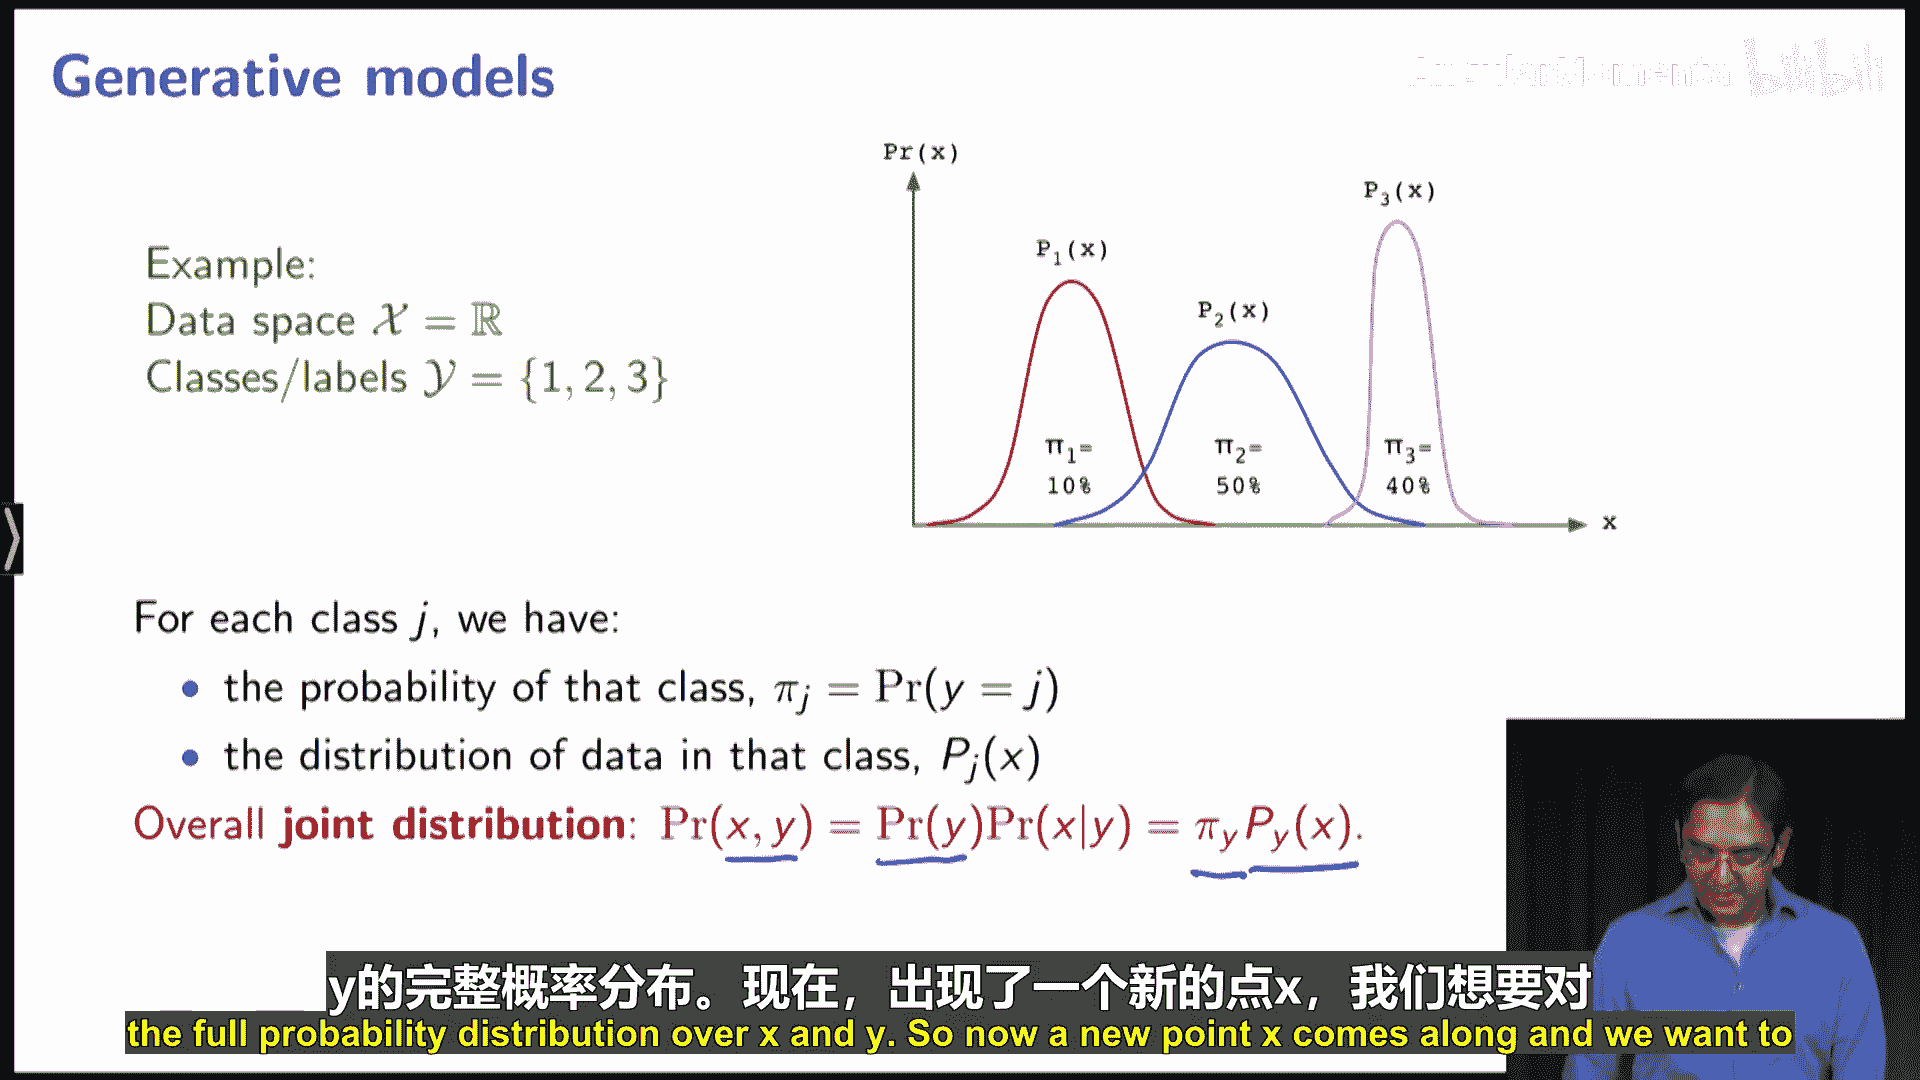 Generative models
bilibili
Pr(x)
P₃(x)
P₁(x)
P₂(x)
Example:
Data space 𝒳 = ℝ
Classes/labels 𝒴 = {1, 2, 3}
π₁= 10%
π₂= 50%
π₃= 40%
x
For each class j, we have:
• the probability of that class, πⱼ = Pr(y = j)
• the distribution of data in that class, Pⱼ(x)
Overall joint distribution: Pr(x, y) = Pr(y)Pr(x|y) = π_y P_y(x).
y的完整概率分布。现在，出现了一个新的点x，我们想要对
the full probability distribution over x and y. So now a new point x comes along and we want to